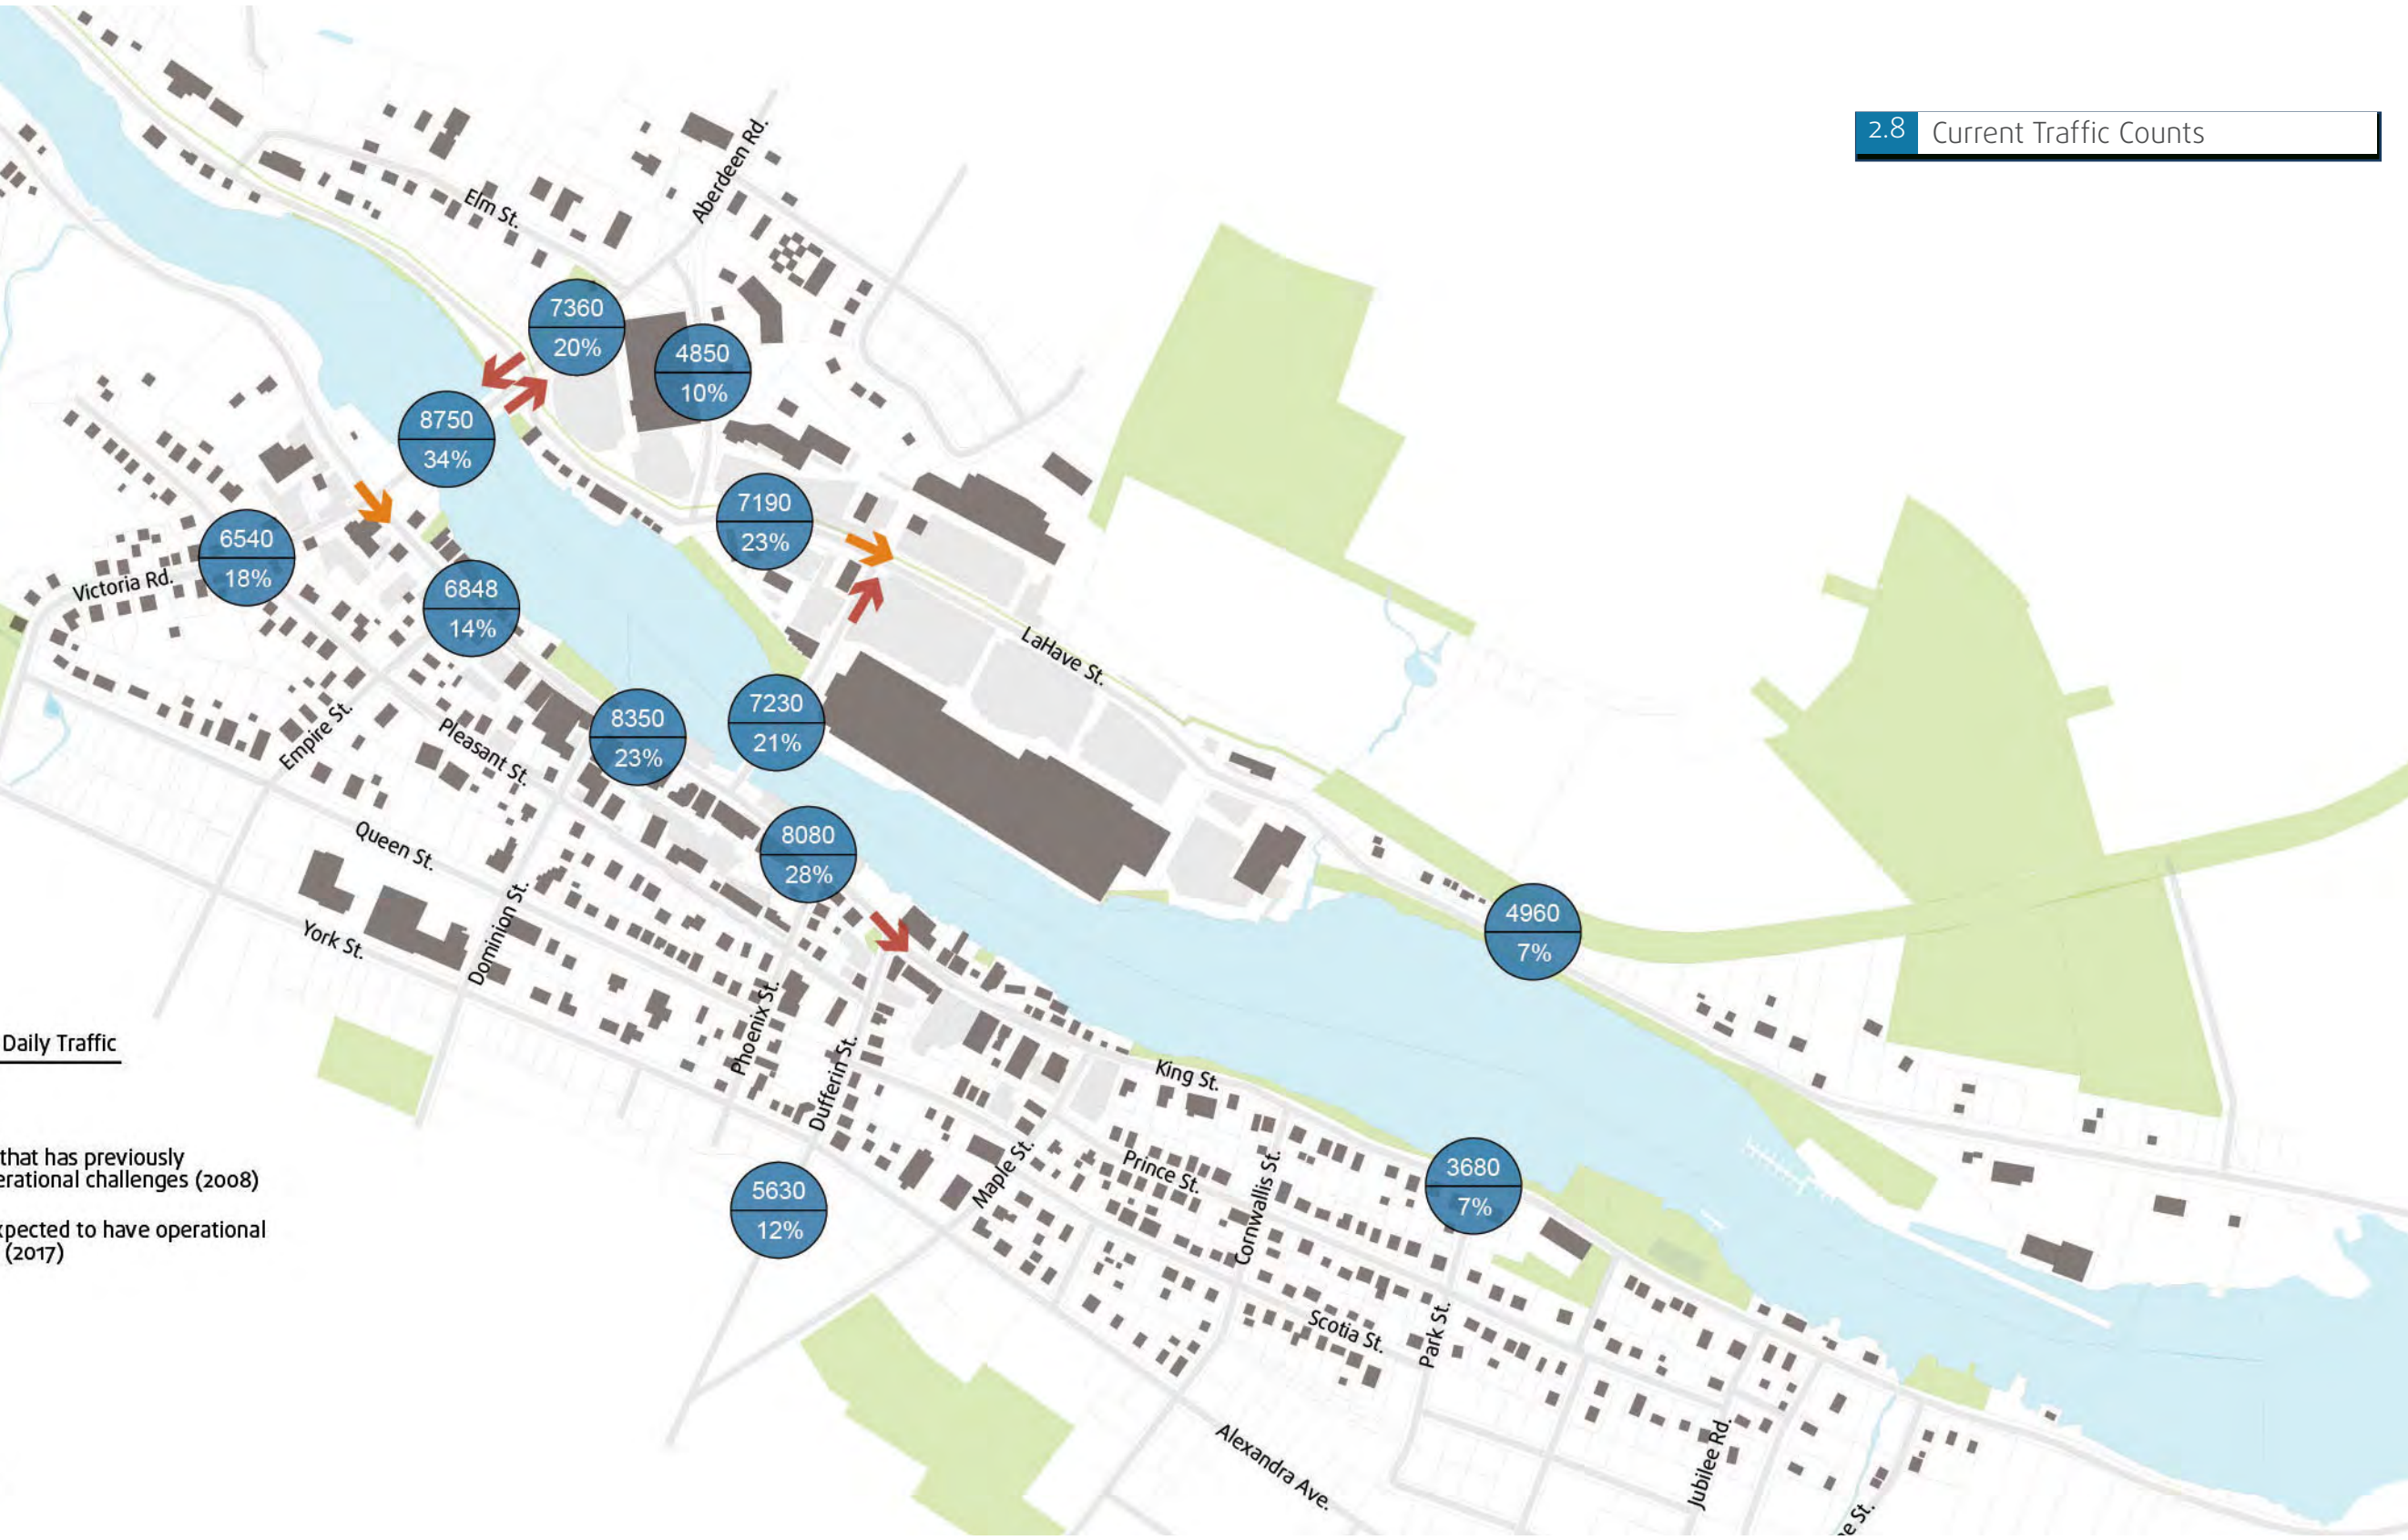 2.8 Current Traffic Counts
Aberdeen Rd.
Elm St.
7360
20%
4850
10%
8750
34%
7190
23%
6540
18%
Victoria Rd.
6848
14%
LaHave St.
7230
21%
8350
23%
Empire St.
Pleasant St.
8080
28%
Queen St.
York St.
Dominion St.
4960
7%
Daily Traffic
Phoenix St.
Dufferin St.
King St.
that has previously
erational challenges (2008)
xpected to have operational
(2017)
Maple St.
Prince St.
Cornwallis St.
3680
7%
5630
12%
Scotia St.
Park St.
Alexandra Ave.
Jubilee Rd.
e St.